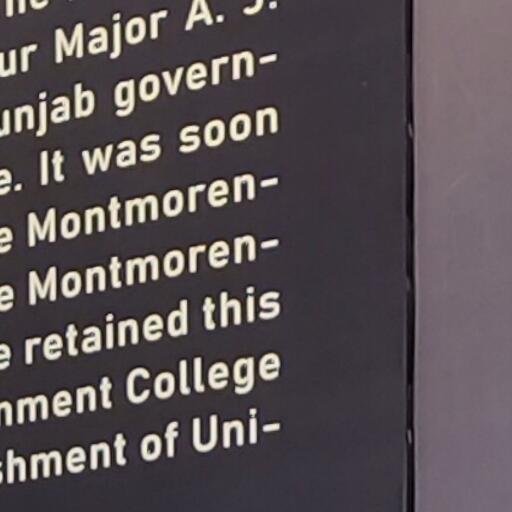 ur Major A. J.
unjab govern-
e. It was soon
e Montmoren-
e Montmoren-
e retained this
nment College
shment of Uni-